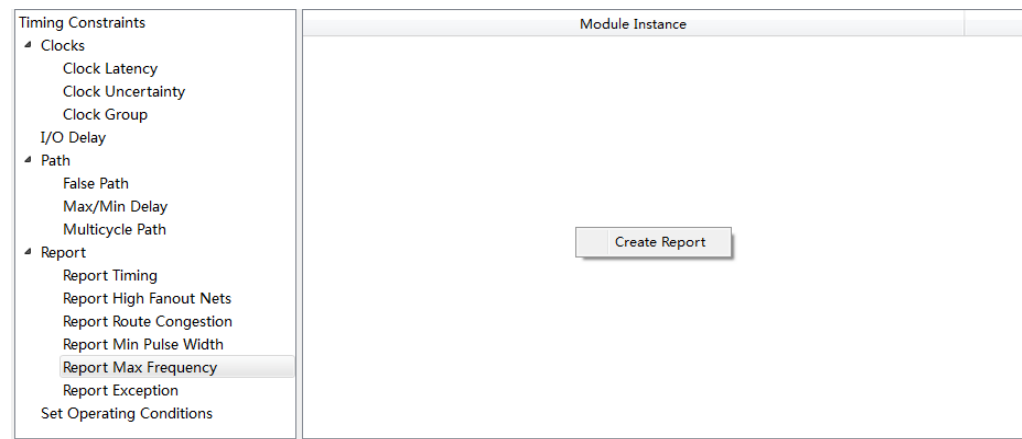 Timing Constraints
Clocks
Clock Latency
Clock Uncertainty
Clock Group
I/O Delay
Path
False Path
Max/Min Delay
Multicycle Path
Report
Report Timing
Report High Fanout Nets
Report Route Congestion
Report Min Pulse Width
Report Max Frequency
Report Exception
Set Operating Conditions
Module Instance
Create Report